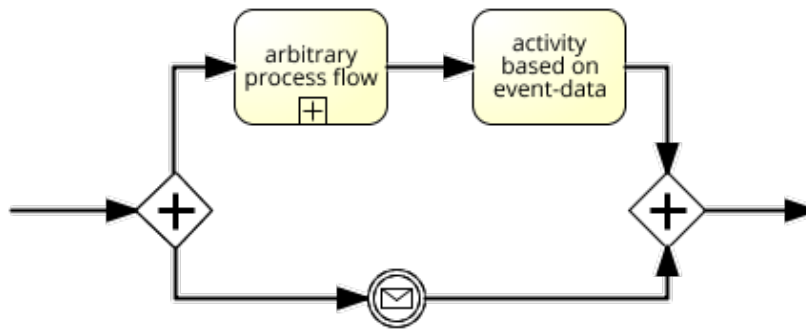 arbitrary
process flow
activity
based on
event-data